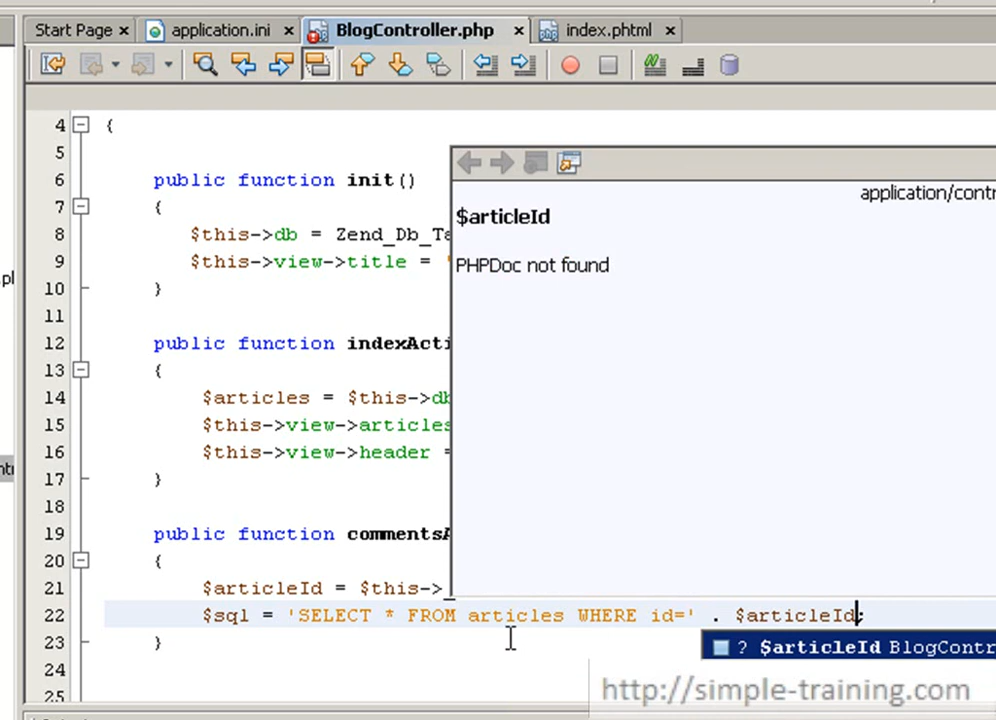 Start Page × application.ini × BlogController.php × index.phtml ×
4 {
5
6 public function init()
7 {
8 $this->db = Zend_Db_Ta
9 $this->view->title = '
10 }
11
12 public function indexActi
13 {
14 $articles = $this->db
15 $this->view->articles
16 $this->view->header =
17 }
18
19 public function commentsA
20 {
21 $articleId = $this->_
22 $sql = 'SELECT * FROM articles WHERE id=' . $articleId;
23 }
24
25
application/contr
$articleId
PHPDoc not found
? $articleId BlogContr
http://simple-training.com